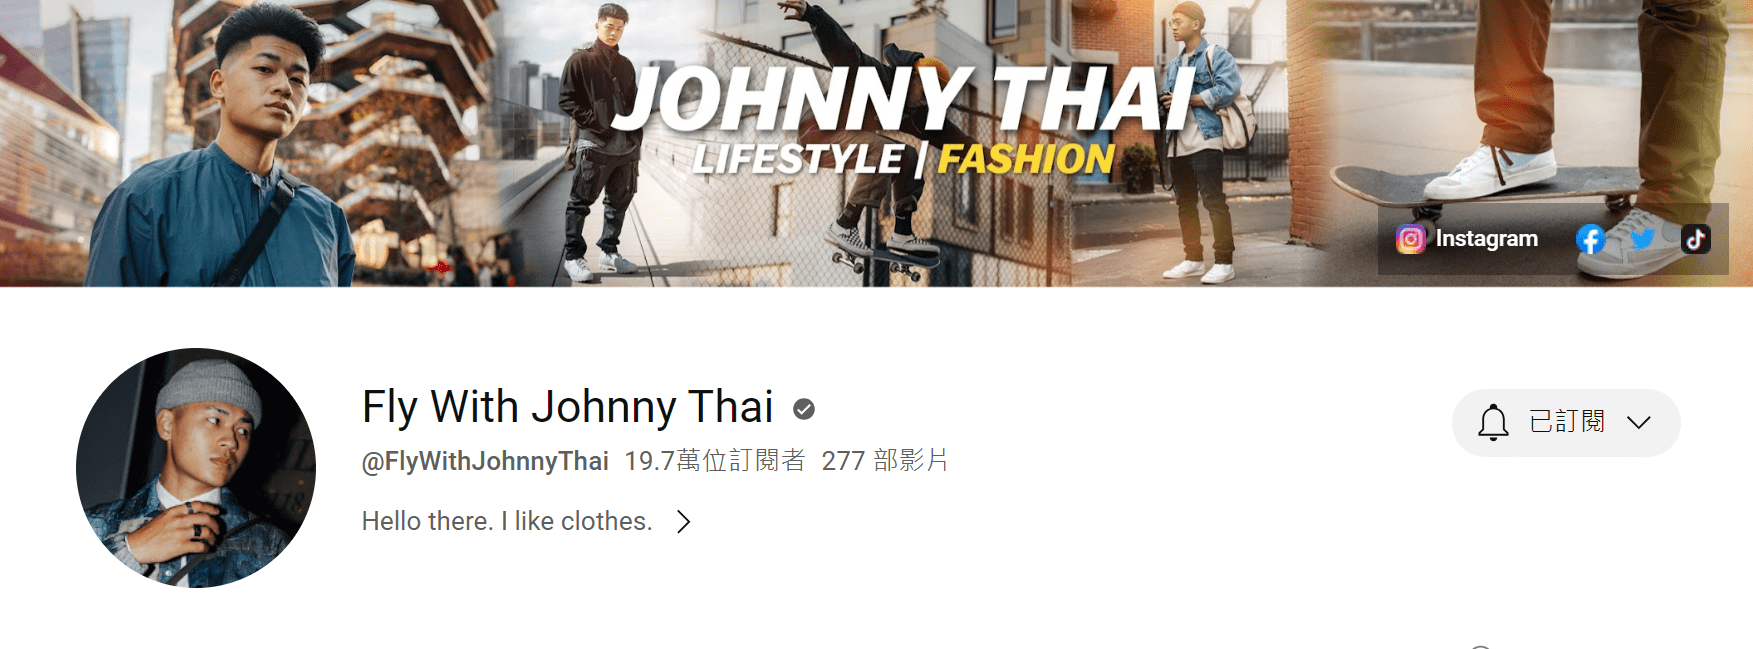 JOHNNY THAI
LIFESTYLE | FASHION
Instagram
Fly With Johnny Thai
@FlyWithJohnnyThai 19.7萬位訂閱者 277 部影片
已訂閱
Hello there. I like clothes.